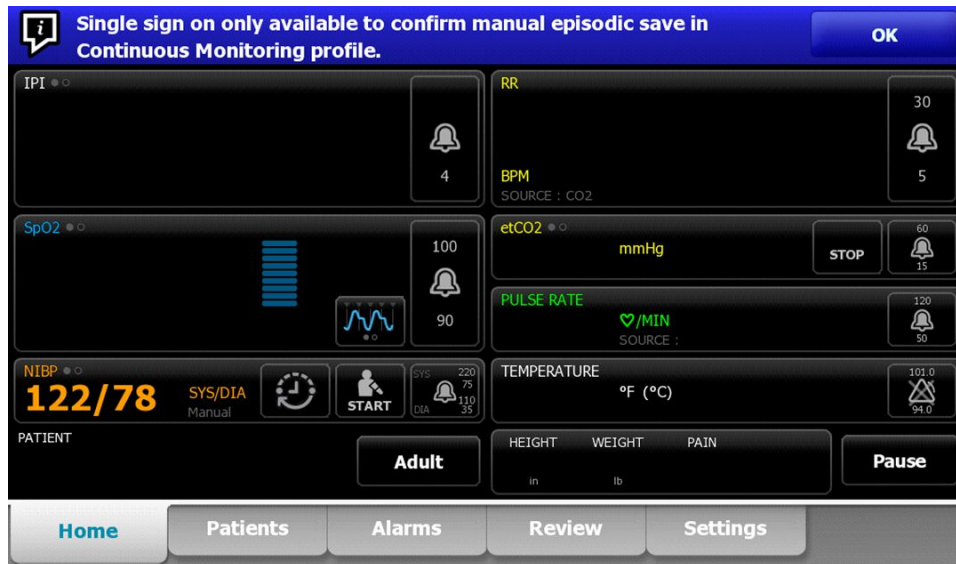 Single sign on only available to confirm manual episodic save in
Continuous Monitoring profile.
OK
IPI
4
RR
BPM
SOURCE : CO2
30
5
SpO2
100
90
etCO2
mmHg
STOP
60
15
PULSE RATE
/MIN
SOURCE :
120
50
NIBP
122/78
SYS/DIA
Manual
START
SYS 220
75
110
DIA 35
TEMPERATURE
°F (°C)
101.0
94.0
PATIENT
Adult
HEIGHT WEIGHT PAIN
in lb
Pause
Home Patients Alarms Review Settings